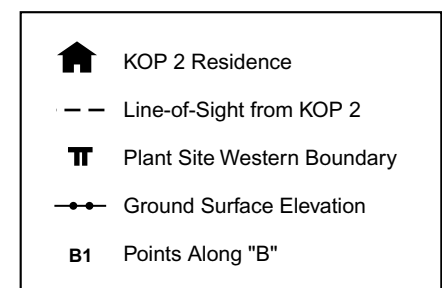 KOP 2 Residence
Line-of-Sight from KOP 2
Plant Site Western Boundary
Ground Surface Elevation
B1 Points Along "B"